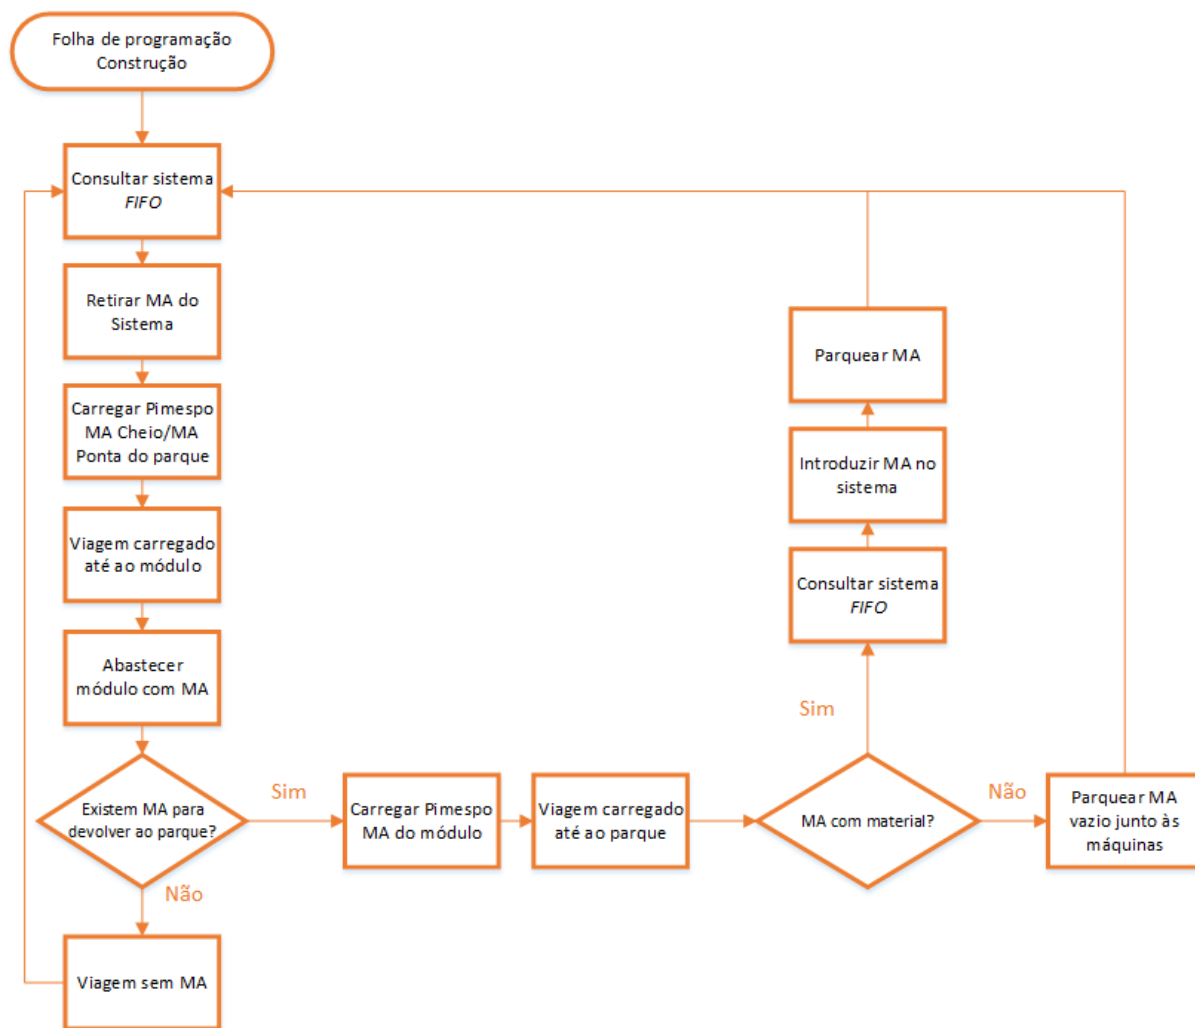 Folha de programação
Construção
Consultar sistema
FIFO
Retirar MA do
Sistema
Carregar Pimespo
MA Cheio/MA
Ponta do parque
Viagem carregado
até ao módulo
Abastecer
módulo com MA
Existem MA para
devolver ao parque?
Não
Viagem sem MA
Sim
Carregar Pimespo
MA do módulo
Viagem carregado
até ao parque
MA com material?
Sim
Consultar sistema
FIFO
Introduzir MA no
sistema
Parquear MA
Não
Parquear MA
vazio junto às
máquinas